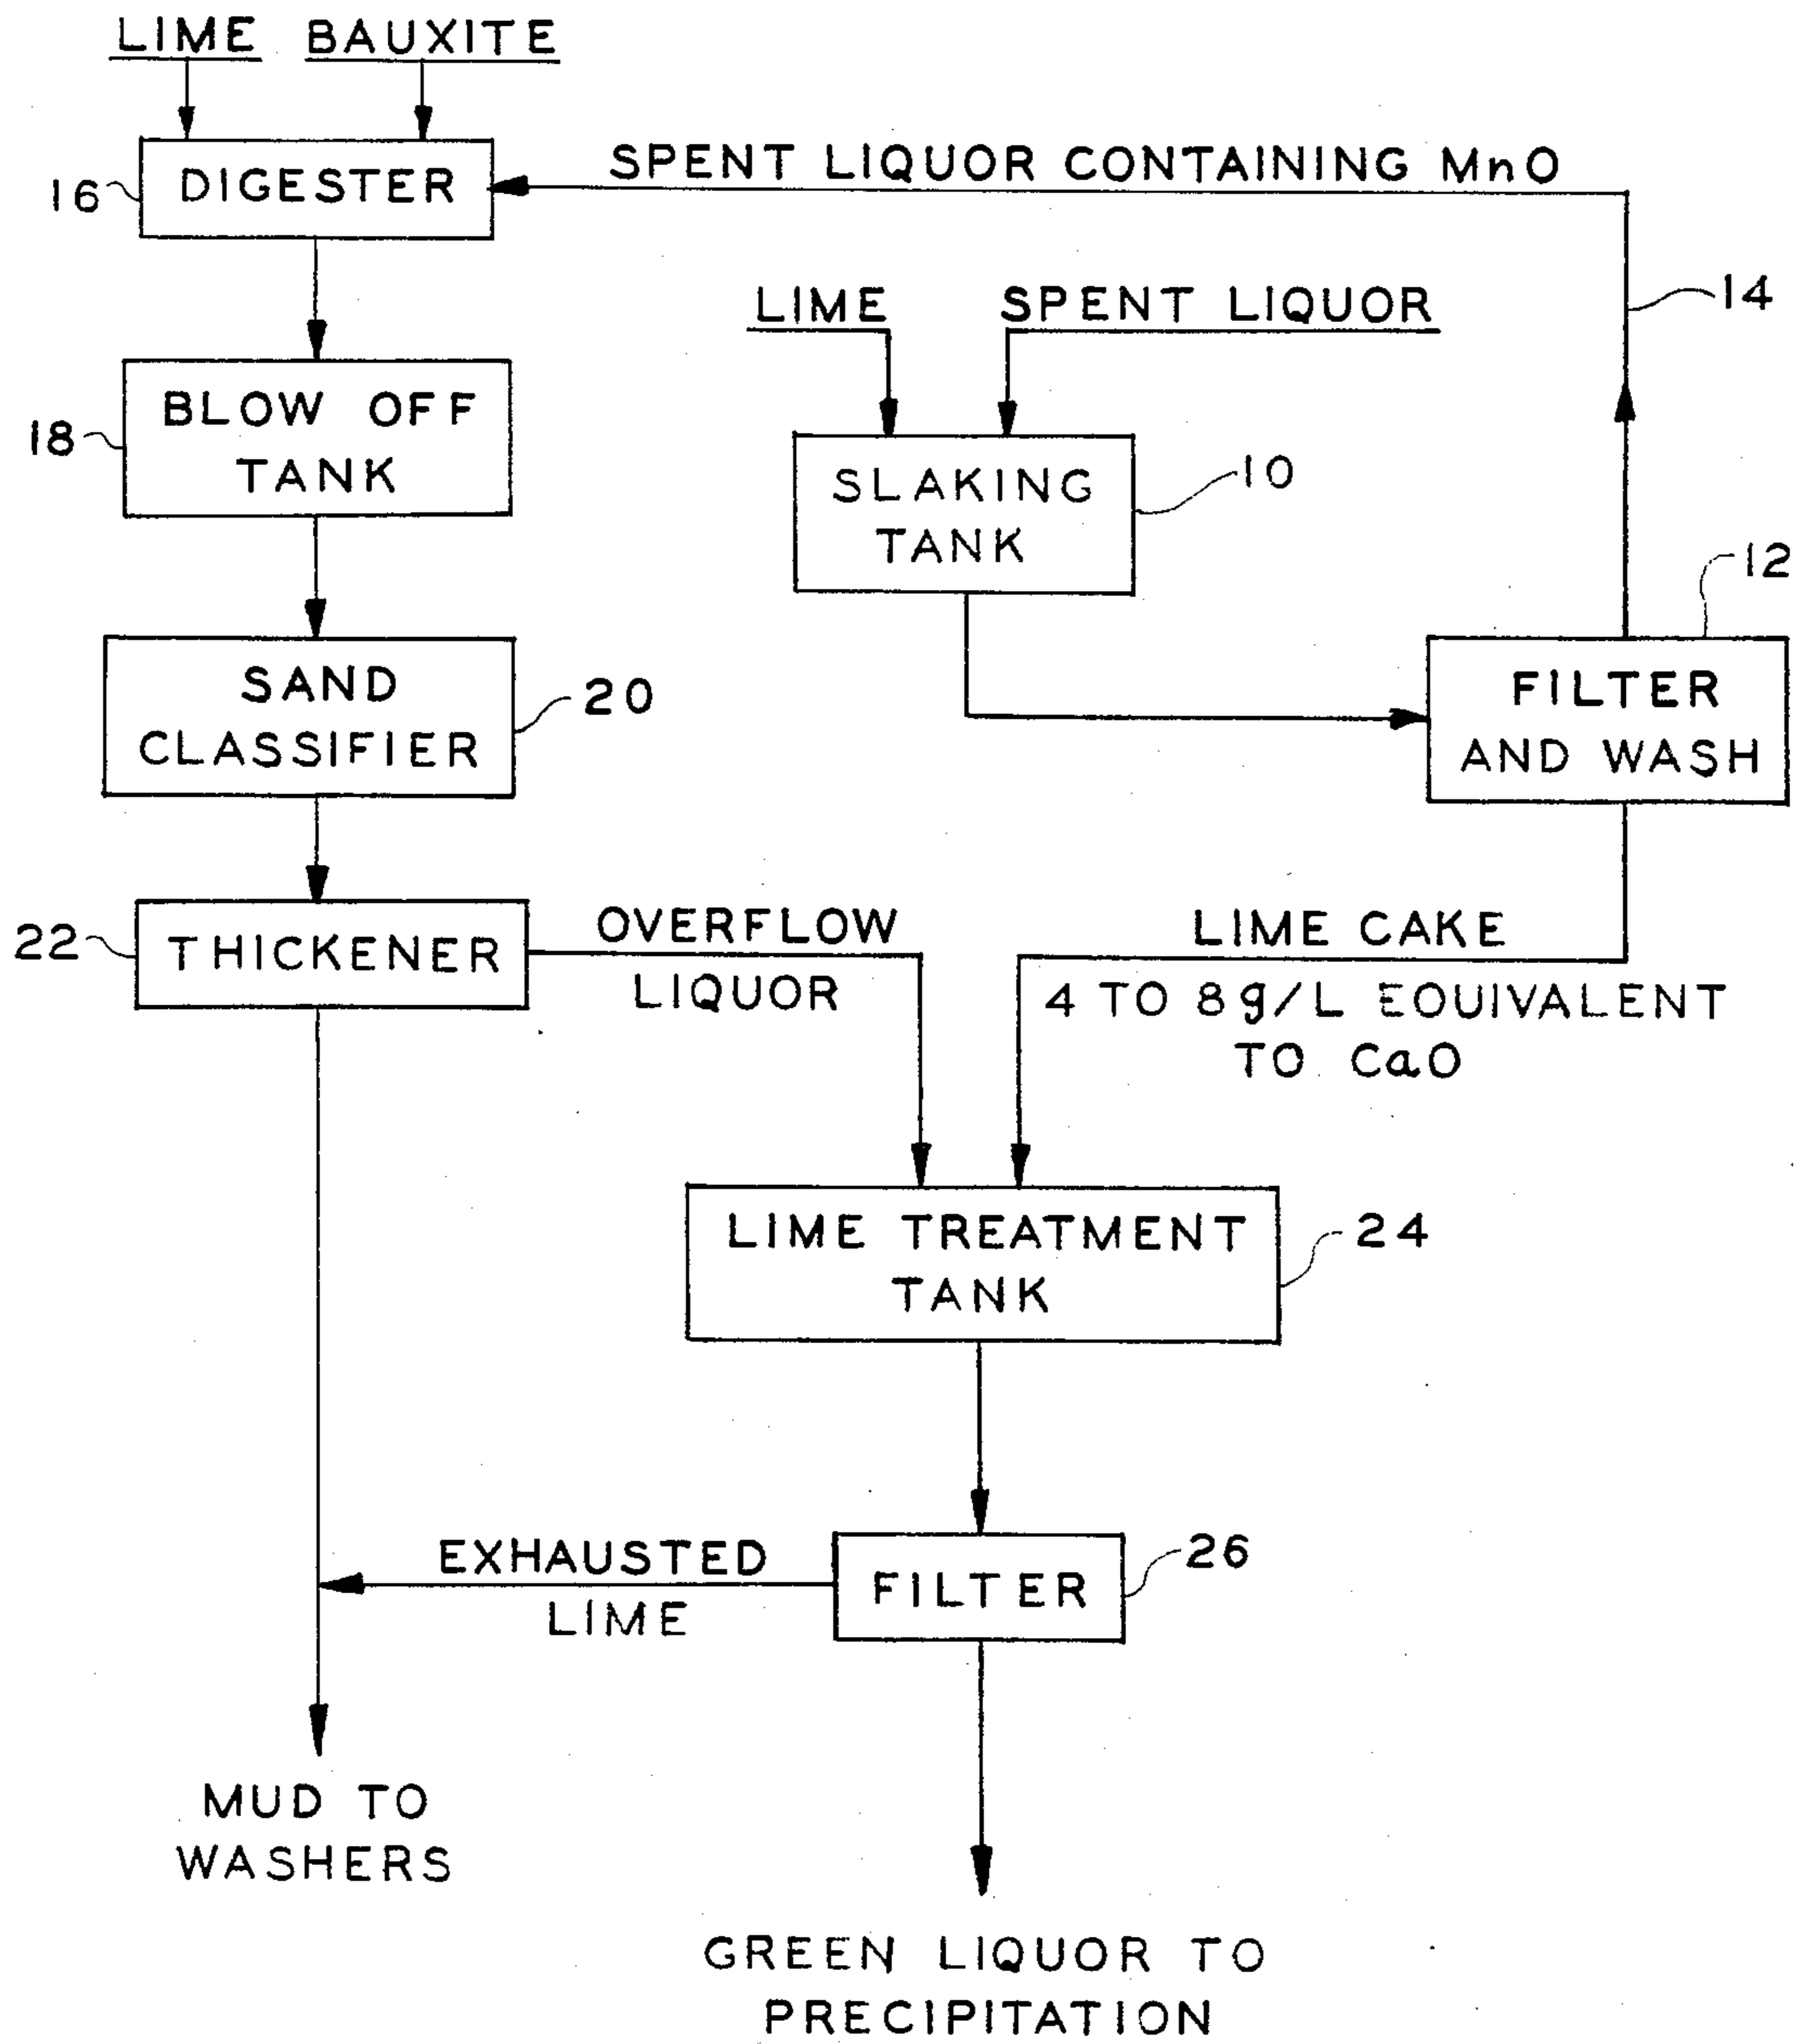 LIME
BAUXITE
DIGESTER
16
SPENT LIQUOR CONTAINING MnO
14
LIME
SPENT LIQUOR
BLOW OFF
TANK
18
SLAKING
TANK
10
12
FILTER
AND WASH
SAND
CLASSIFIER
20
22
THICKENER
OVERFLOW
LIQUOR
LIME CAKE
4 TO 8 g/L EQUIVALENT
TO CaO
LIME TREATMENT
TANK
24
EXHAUSTED
LIME
FILTER
26
MUD TO
WASHERS
GREEN LIQUOR TO
PRECIPITATION